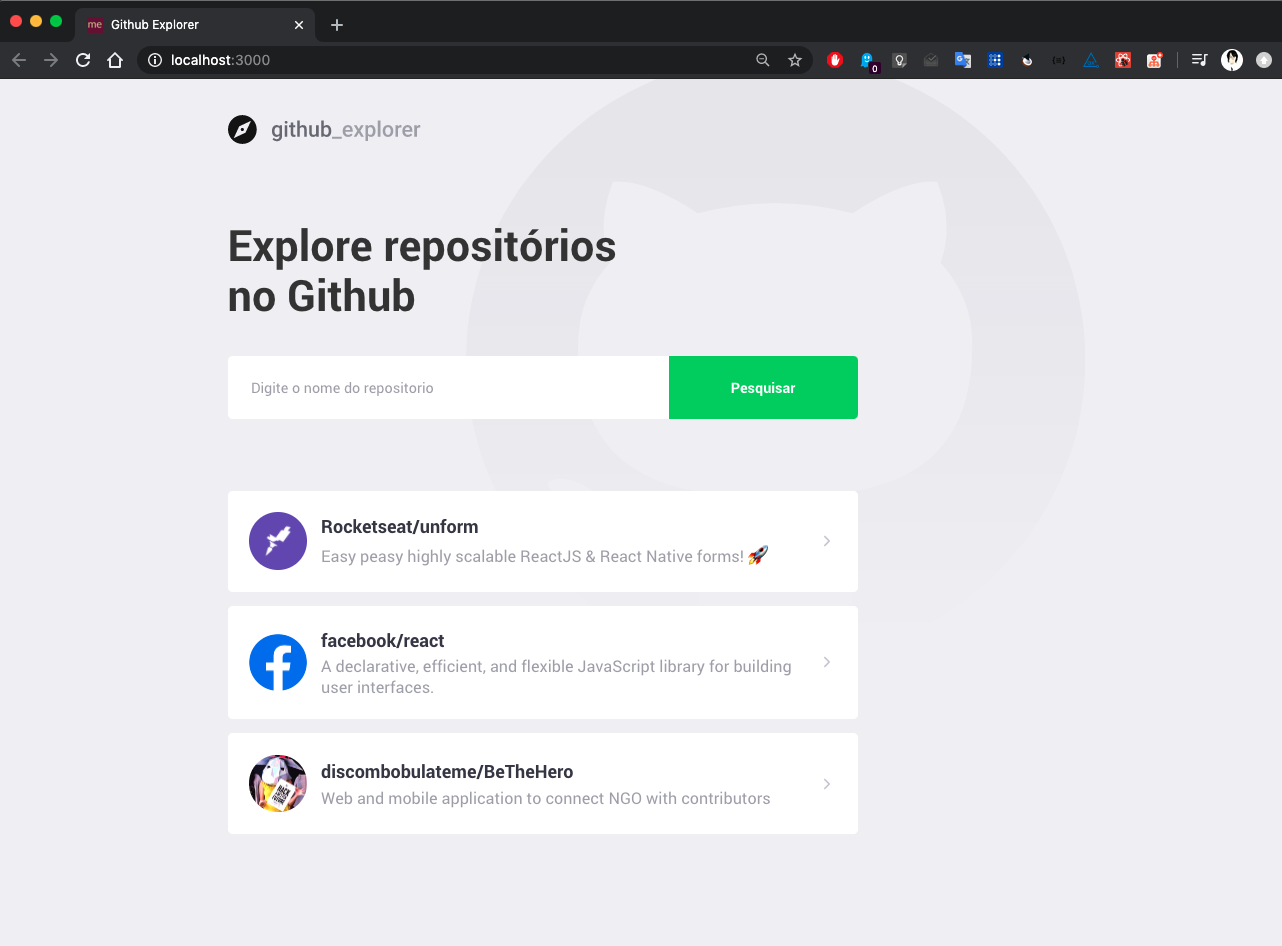 me Github Explorer
localhost:3000
0
github_explorer
Explore repositórios
no Github
Digite o nome do repositorio
Pesquisar
Rocketseat/unform
Easy peasy highly scalable ReactJS & React Native forms! 🚀
facebook/react
A declarative, efficient, and flexible JavaScript library for building
user interfaces.
discombobulateme/BeTheHero
Web and mobile application to connect NGO with contributors